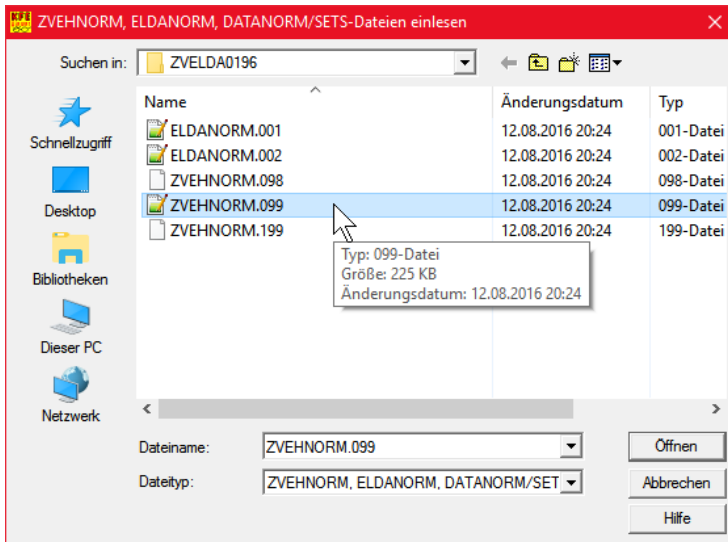 ZVEHNORM, ELDANORM, DATANORM/SETS-Dateien einlesen
Suchen in: ZVELDA0196
Name Änderungsdatum Typ
ELDANORM.001 12.08.2016 20:24 001-Datei
ELDANORM.002 12.08.2016 20:24 002-Datei
ZVEHNORM.098 12.08.2016 20:24 098-Datei
ZVEHNORM.099 12.08.2016 20:24 099-Datei
ZVEHNORM.199 12.08.2016 20:24 199-Datei
Typ: 099-Datei
Größe: 225 KB
Änderungsdatum: 12.08.2016 20:24
Schnellzugriff
Desktop
Bibliotheken
Dieser PC
Netzwerk
Dateiname: ZVEHNORM.099 Öffnen
Dateityp: ZVEHNORM, ELDANORM, DATANORM/SET Abbrechen
Hilfe